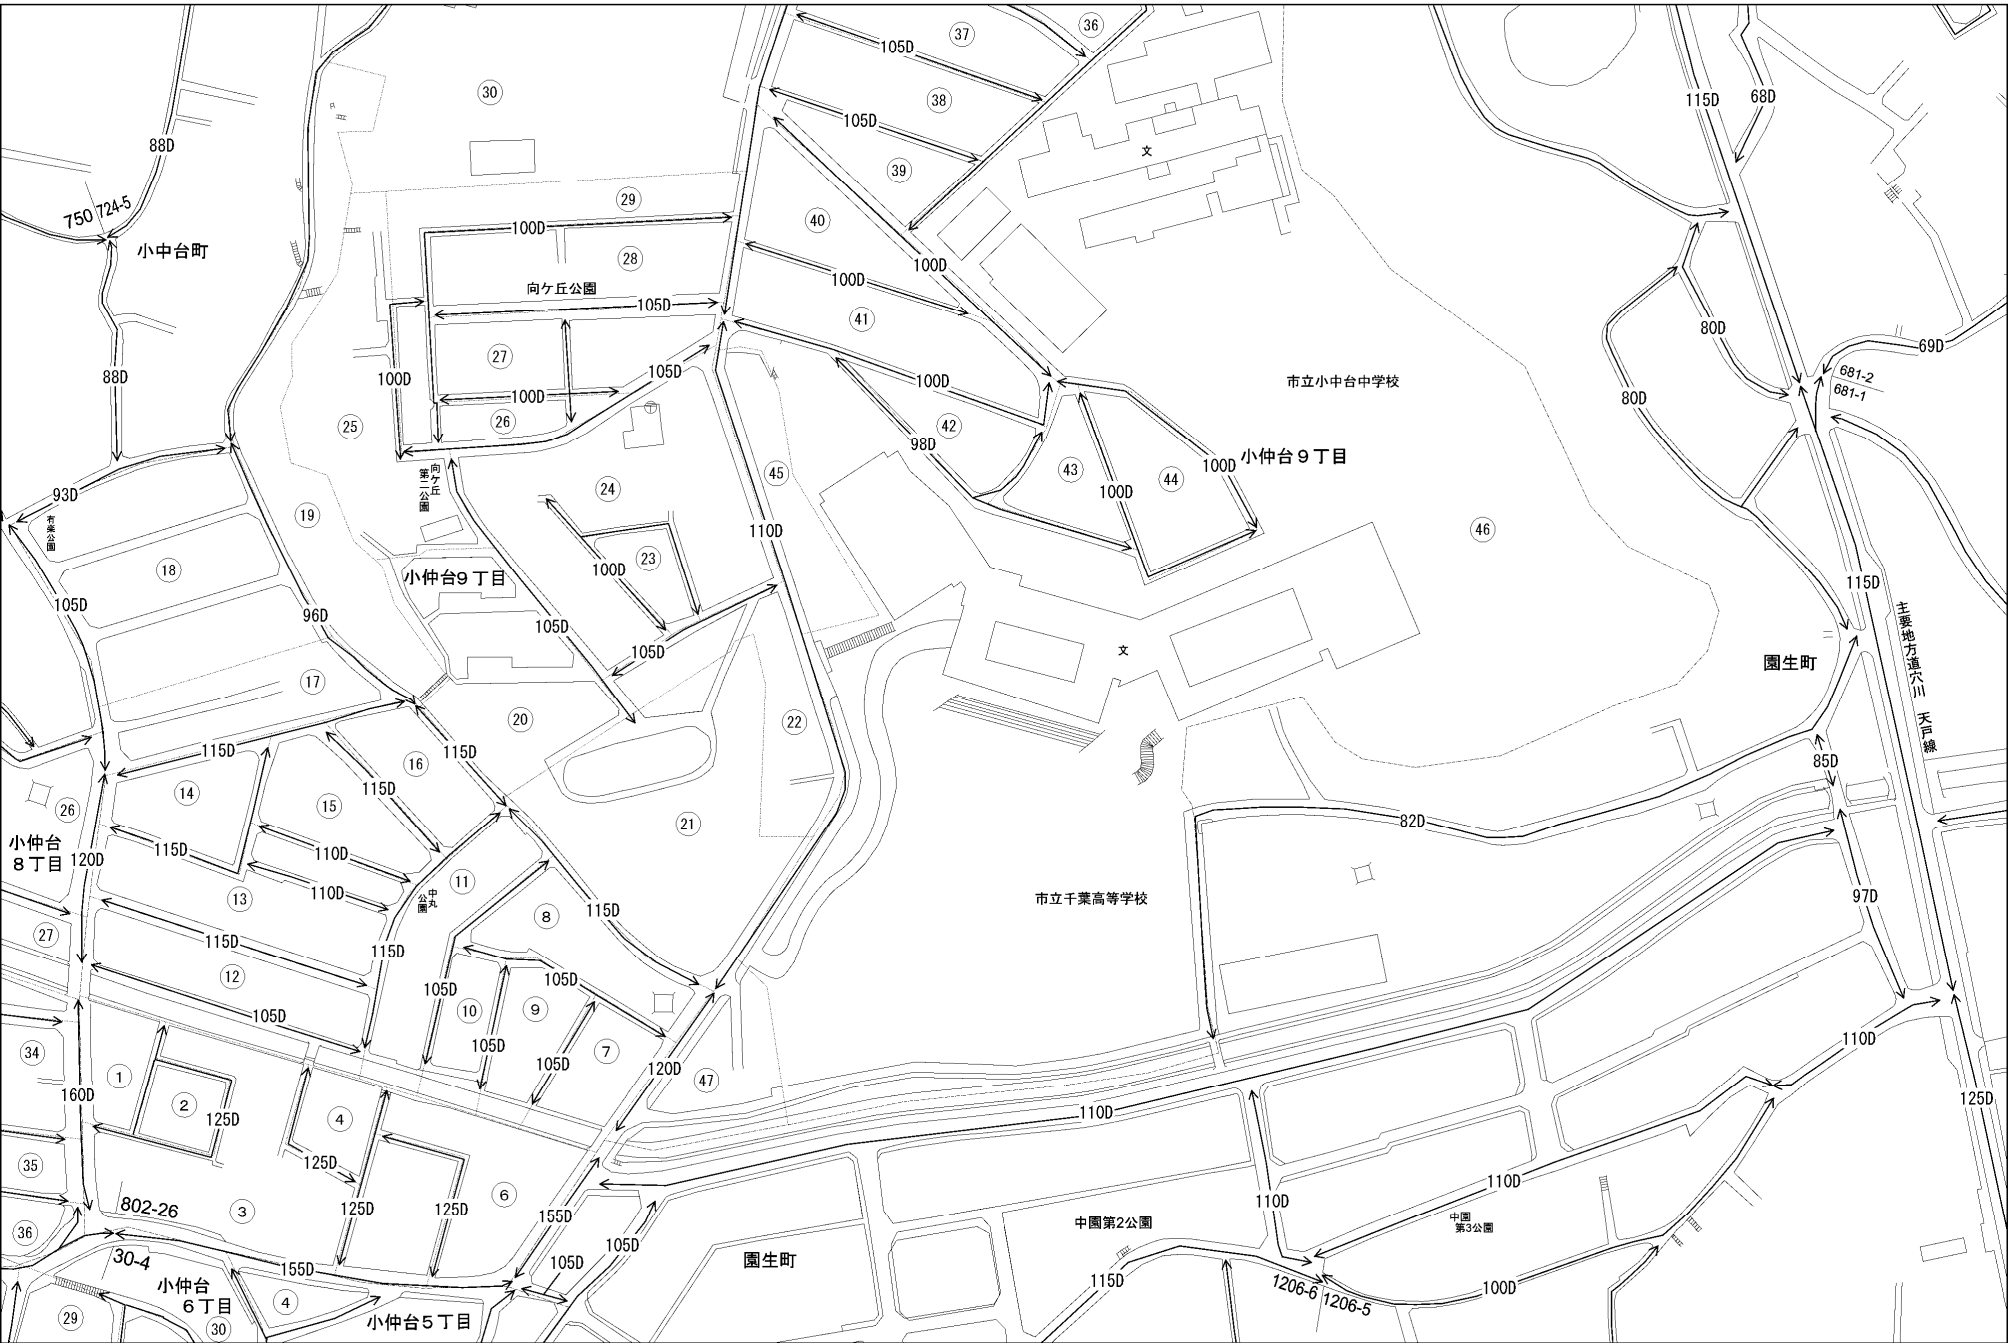 36
37
105D
115D
68D
30
38
88D
105D
文
39
750 724-5
29
40
小中台町
100D
28
100D
向ケ丘公園
100D
105D
41
80D
69D
27
681-2
88D
105D
100D
100D
市立小中台中学校
681-1
100D
80D
26
25
42
98D
小仲台9丁目
向ケ丘
第二公園
43
100D
45
44
93D
24
100D
有楽公園
19
110D
46
23
18
100D
小仲台9丁目
115D
105D
96D
105D
主要地方道穴川 天戸線
105D
文
園生町
17
20
22
115D
115D
16
85D
14
115D
15
26
21
82D
小仲台
8丁目
115D
120D
110D
11
110D
中丸
公園
13
市立千葉高等学校
97D
115D
8
27
115D
115D
12
105D
105D
10
9
105D
110D
34
105D
7
105D
120D
1
47
160D
2
125D
125D
4
110D
35
125D
110D
6
802-26
125D
125D
110D
155D
3
中園第2公園
中園
第3公園
36
105D
園生町
30-4
155D
105D
115D
小仲台
6丁目
1206-6
1206-5
100D
4
29
30
小仲台5丁目